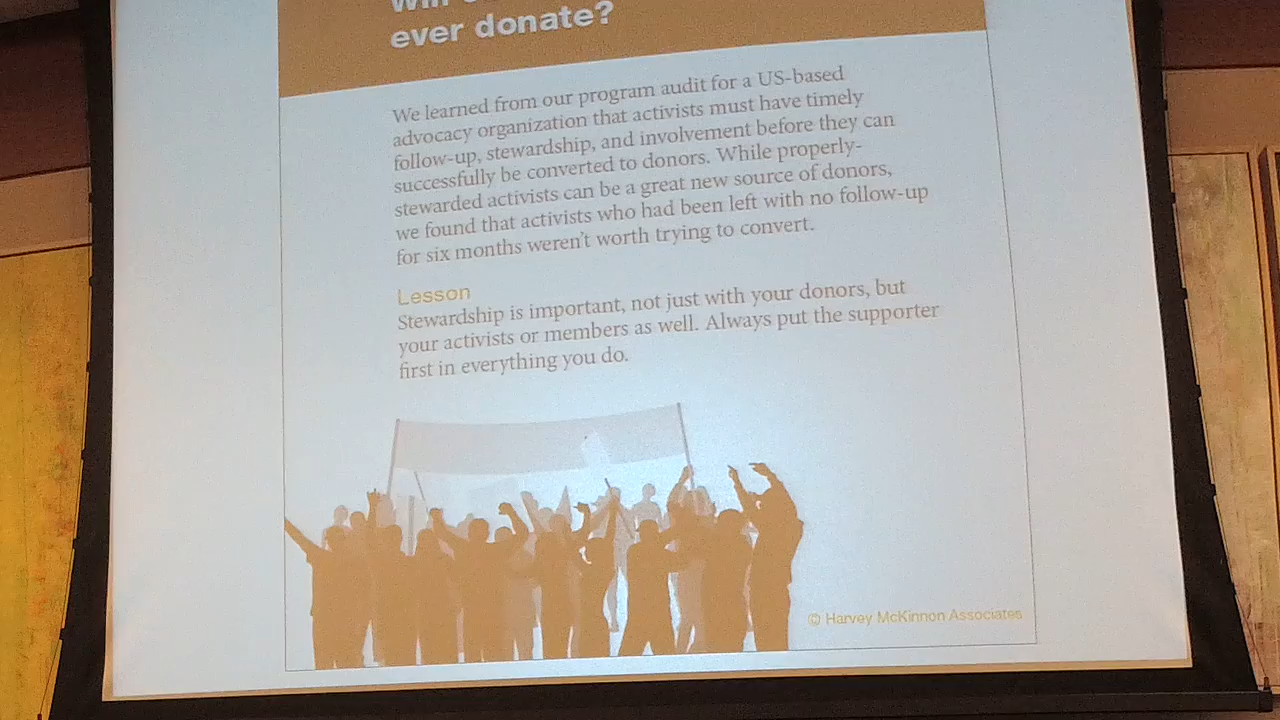 ever donate?
We learned from our program audit for a US-based
advocacy organization that activists must have timely
follow-up, stewardship, and involvement before they can
successfully be converted to donors. While properly-
stewarded activists can be a great new source of donors,
we found that activists who had been left with no follow-up
for six months weren't worth trying to convert.
Lesson
Stewardship is important, not just with your donors, but
your activists or members as well. Always put the supporter
first in everything you do.
© Harvey McKinnon Associates